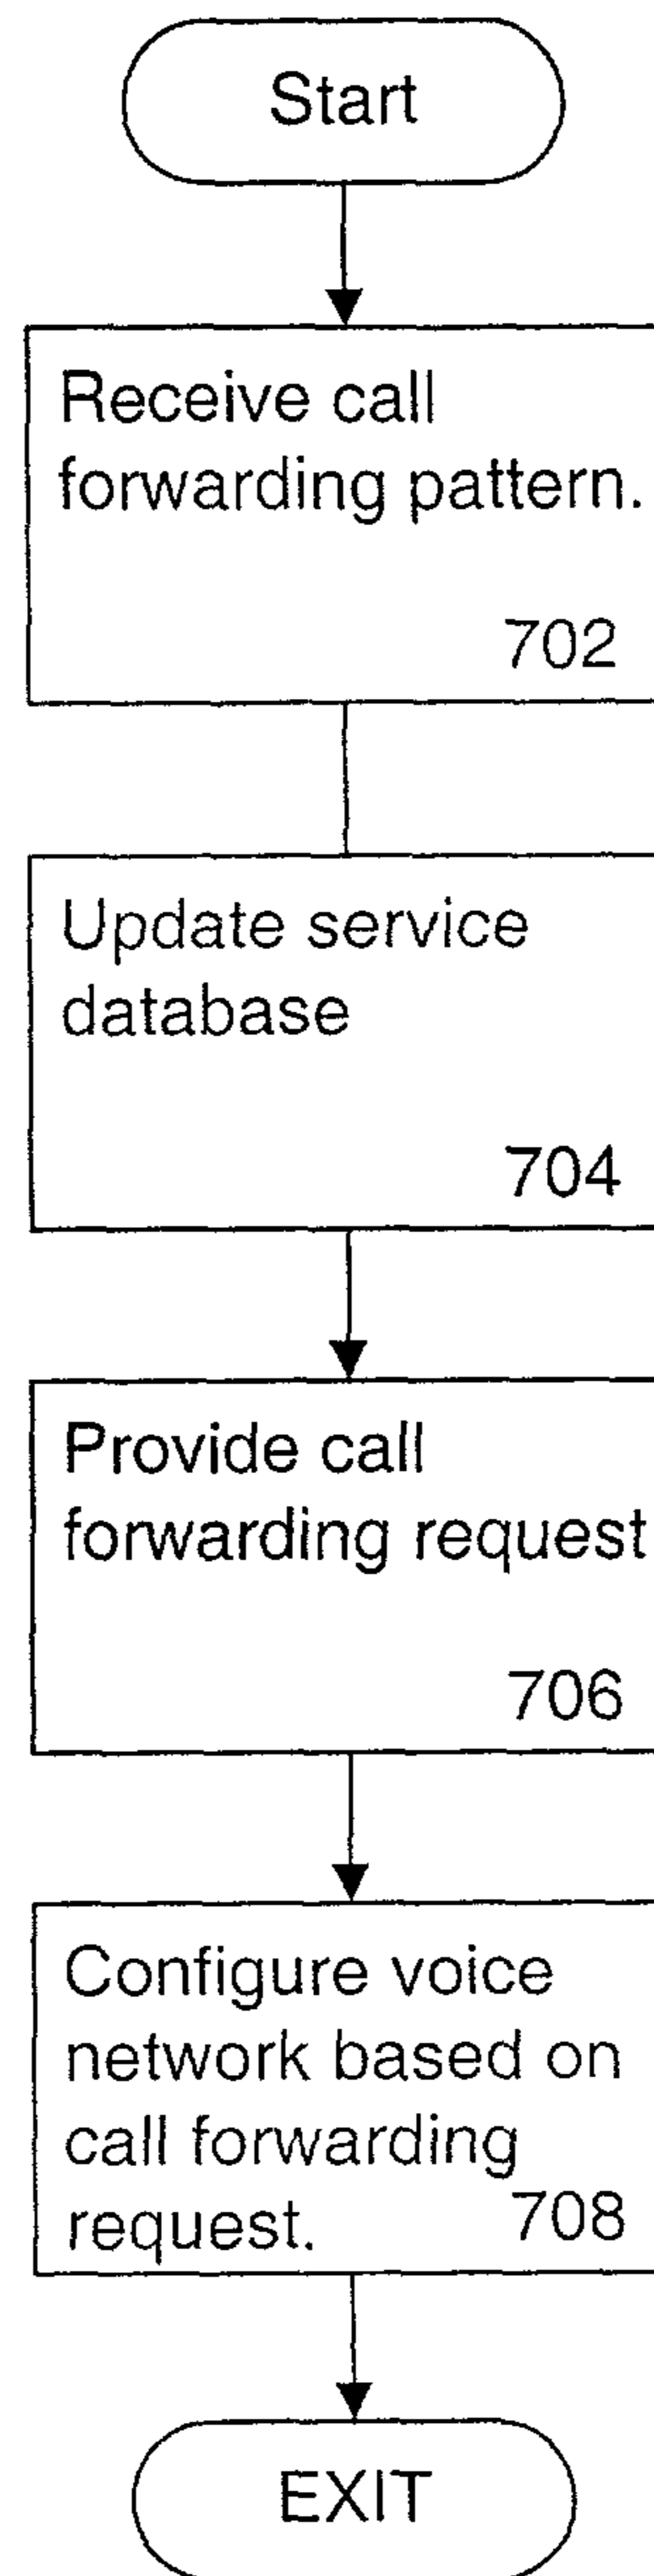 Start
Receive call
forwarding pattern.
702
Update service
database
704
Provide call
forwarding request
706
Configure voice
network based on
call forwarding
request. 708
EXIT